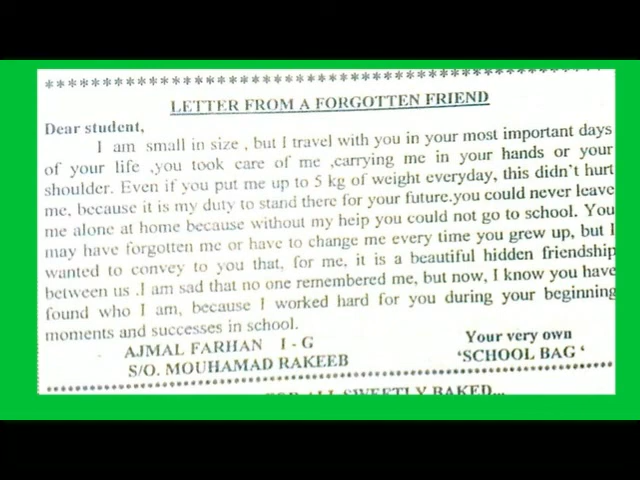 LETTER FROM A FORGOTTEN FRIEND
Dear student,
I am small in size , but I travel with you in your most important days
of your life ,you took care of me ,carrying me in your hands or your
shoulder. Even if you put me up to 5 kg of weight everyday, this didn't hurt
me, because it is my duty to stand there for your future.you could never leave
me alone at home because without my heip you could not go to school. You
may have forgotten me or have to change me every time you grew up, but I
wanted to convey to you that, for me, it is a beautiful hidden friendship
between us .I am sad that no one remembered me, but now, I know you have
found who I am, because I worked hard for you during your beginning
moments and successes in school.
AJMAL FARHAN I - G
S/O. MOUHAMAD RAKEEB
Your very own
'SCHOOL BAG '
FOR ALL SWEETLY BAKED...